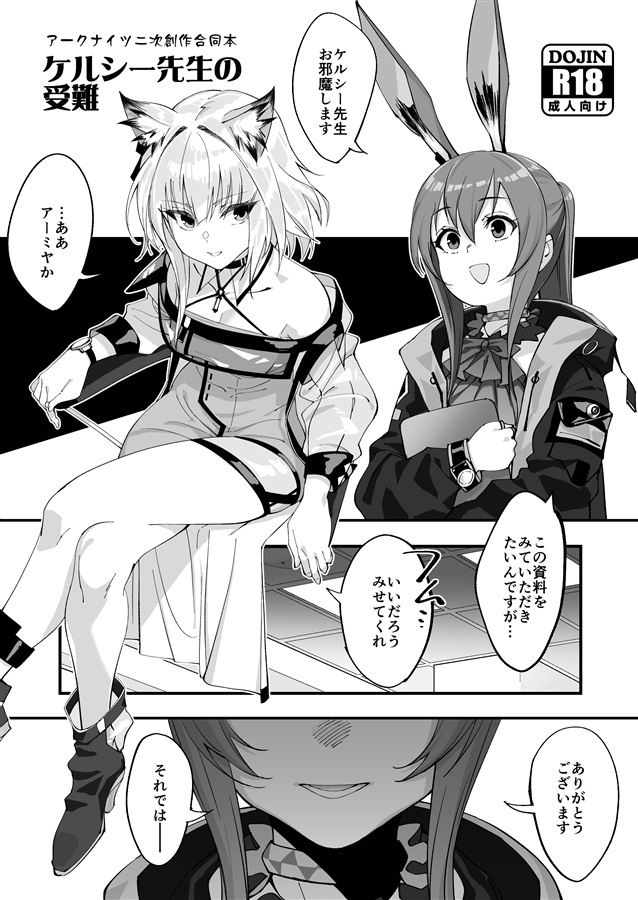 アークナイツ二次創作合同本
ケルシー先生の
受難
DOJIN
R18
成人向け
ケルシー先生
お邪魔します
…ああ
アーミヤか
この資料を
みていただき
たいんですが…
フム…
いいだろう
みせてくれ
ありがとう
ございます
それでは――